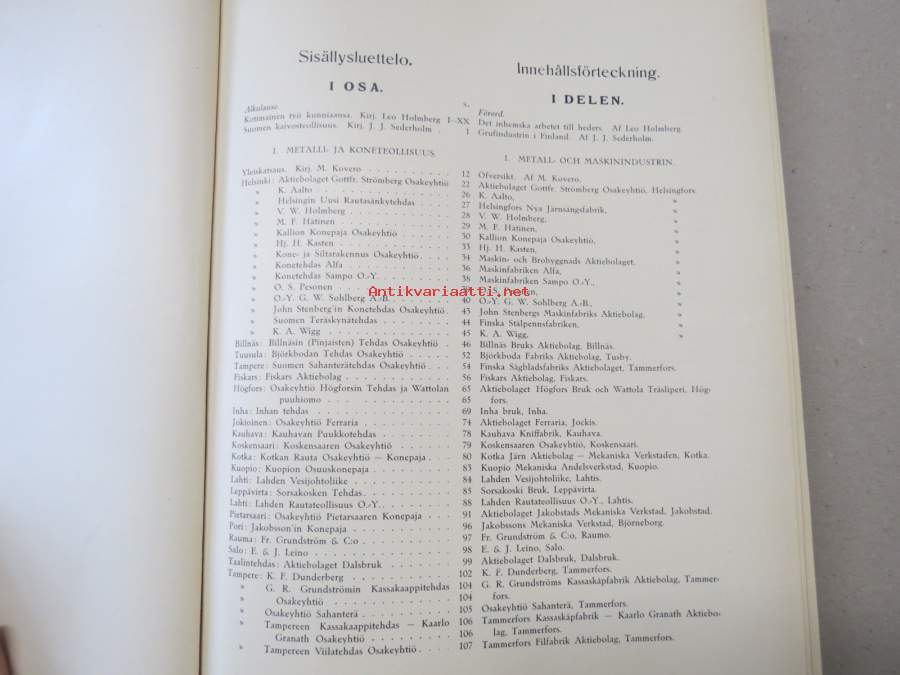 Sisällysluettelo.
I OSA.
s.
Alkulause.
Kotimainen työ kunniaansa. Kirj. Leo Holmberg I—XX
Suomen kaivosteollisuus. Kirj. J. J. Sederholm . 1
1. METALLI- JA KONETEOLLISUUS.
Yleiskatsaus. Kirj. M. Kovero 12
Helsinki: Aktiebolaget Gottfr. Strömberg Osakeyhtiö 22
„ K. Aalto 26
„ Helsingin Uusi Rautasänkytehdas 27
„ V. W. Holmberg 28
„ M. F. Hätinen 29
„ Kallion Konepaja Osakeyhtiö 30
„ Hj. H. Kasten 33
„ Kone- ja Siltarakennus Osakeyhtiö 34
„ Konetehdas Alfa 36
„ Konetehdas Sampo O.-Y. 38
„ O. S. Pesonen
„ O.-Y. G. W. Sohlberg A.-B. 40
„ John Stenberg'in Konetehdas Osakeyhtiö 43
„ Suomen Teräskynätehdas 44
„ K. A. Wigg 45
Billnäs: Billnäsin (Pinjaisten) Tehdas Osakeyhtiö 46
Tuusula: Björkbodan Tehdas Osakeyhtiö 52
Tampere: Suomen Sahanterätehdas Osakeyhtiö 54
Fiskars: Fiskars Aktiebolag 56
Högfors: Osakeyhtiö Högforsin Tehdas ja Wattolan 65
puuhiomo 65
Inha: Inhan tehdas 69
Jokioinen: Osakeyhtiö Ferraria 74
Kauhava: Kauhavan Puukkotehdas 78
Koskensaari: Koskensaaren Osakeyhtiö 79
Kotka: Kotkan Rauta Osakeyhtiö — Konepaja 80
Kuopio: Kuopion Osuuskonepaja 83
Lahti: Lahden Vesijohtoliike 84
Leppävirta: Sorsakosken Tehdas 85
Lahti: Lahden Rautateollisuus O.-Y. 88
Pietarsaari: Osakeyhtiö Pietarsaaren Konepaja 91
Pori: Jakobsson'in Konepaja 96
Rauma: Fr. Grundström & C:o 97
Salo: E. & J. Leino 98
Taalintehdas: Aktiebolaget Dalsbruk 99
Tampere: K. F. Dunderberg 102
„ G. R. Grundströmin Kassakaappitehdas 104
Osakeyhtiö 104
„ Osakeyhtiö Sahanterä 105
„ Tampereen Kassakaappitehdas — Kaarlo 106
Granath Osakeyhtiö 106
„ Tampereen Viilatehdas Osakeyhtiö 107
Innehållsförteckning.
I DELEN.
Förord.
Det inhemska arbetet till heders. Af Leo Holmberg.
Grufindustrin i Finland. Af J. J. Sederholm.
1. METALL- OCH MASKININDUSTRIN.
Öfversikt. Af M. Kovero.
Aktiebolaget Gottfr. Strömberg Osakeyhtiö, Helsingfors.
K. Aalto, „
Helsingfors Nya Järnsängsfabrik, „
V. W. Holmberg, „
M. F. Hätinen, „
Kallion Konepaja Osakeyhtiö, „
Hj. H. Kasten, „
Maskin- och Brobyggnads Aktiebolaget, „
Maskinfabriken Alfa, „
Maskinfabriken Sampo O.-Y., „
O. S. Pesonen, „
O.-Y. G. W. Sohlberg A.-B., „
John Stenbergs Maskinfabriks Aktiebolag, „
Finska Stålpennsfabriken, „
K. A. Wigg, „
Billnäs Bruks Aktiebolag, Billnäs.
Björkboda Fabriks Aktiebolag, Tusby.
Finska Sågbladsfabriks Aktiebolaget, Tammerfors.
Fiskars Aktiebolag, Fiskars.
Aktiebolaget Högfors Bruk och Wattola Träsliperi, Hög-
fors.
Inha bruk, Inha.
Aktiebolaget Ferraria, Jockis.
Kauhava Kniffabrik, Kauhava.
Koskensaaren Osakeyhtiö, Koskensaari.
Kotka Järn Aktiebolag — Mekaniska Verkstaden, Kotka.
Kuopio Mekaniska Andelsverkstad, Kuopio.
Lahden Vesijohtoliike, Lahtis.
Sorsakoski Bruk, Leppävirta.
Lahden Rautateollisuus O.-Y., Lahtis.
Aktiebolaget Jakobstads Mekaniska Verkstad, Jakobstad.
Jakobssons Mekaniska Verkstad, Björneborg.
Fr. Grundström & C:o, Raumo.
E. & J. Leino, Salo.
Aktiebolaget Dalsbruk, Dalsbruk.
K. F. Dunderberg, Tammerfors.
G. R. Grundströms Kassaskåpfabrik Aktiebolag, Tammer-
fors.
Osakeyhtiö Sahanterä, Tammerfors.
Tammerfors Kassaskåpfabrik — Kaarlo Granath Aktiebo-
lag, Tammerfors.
Tammerfors Filfabrik Aktiebolag, Tammerfors.
Antikvariaatti.net